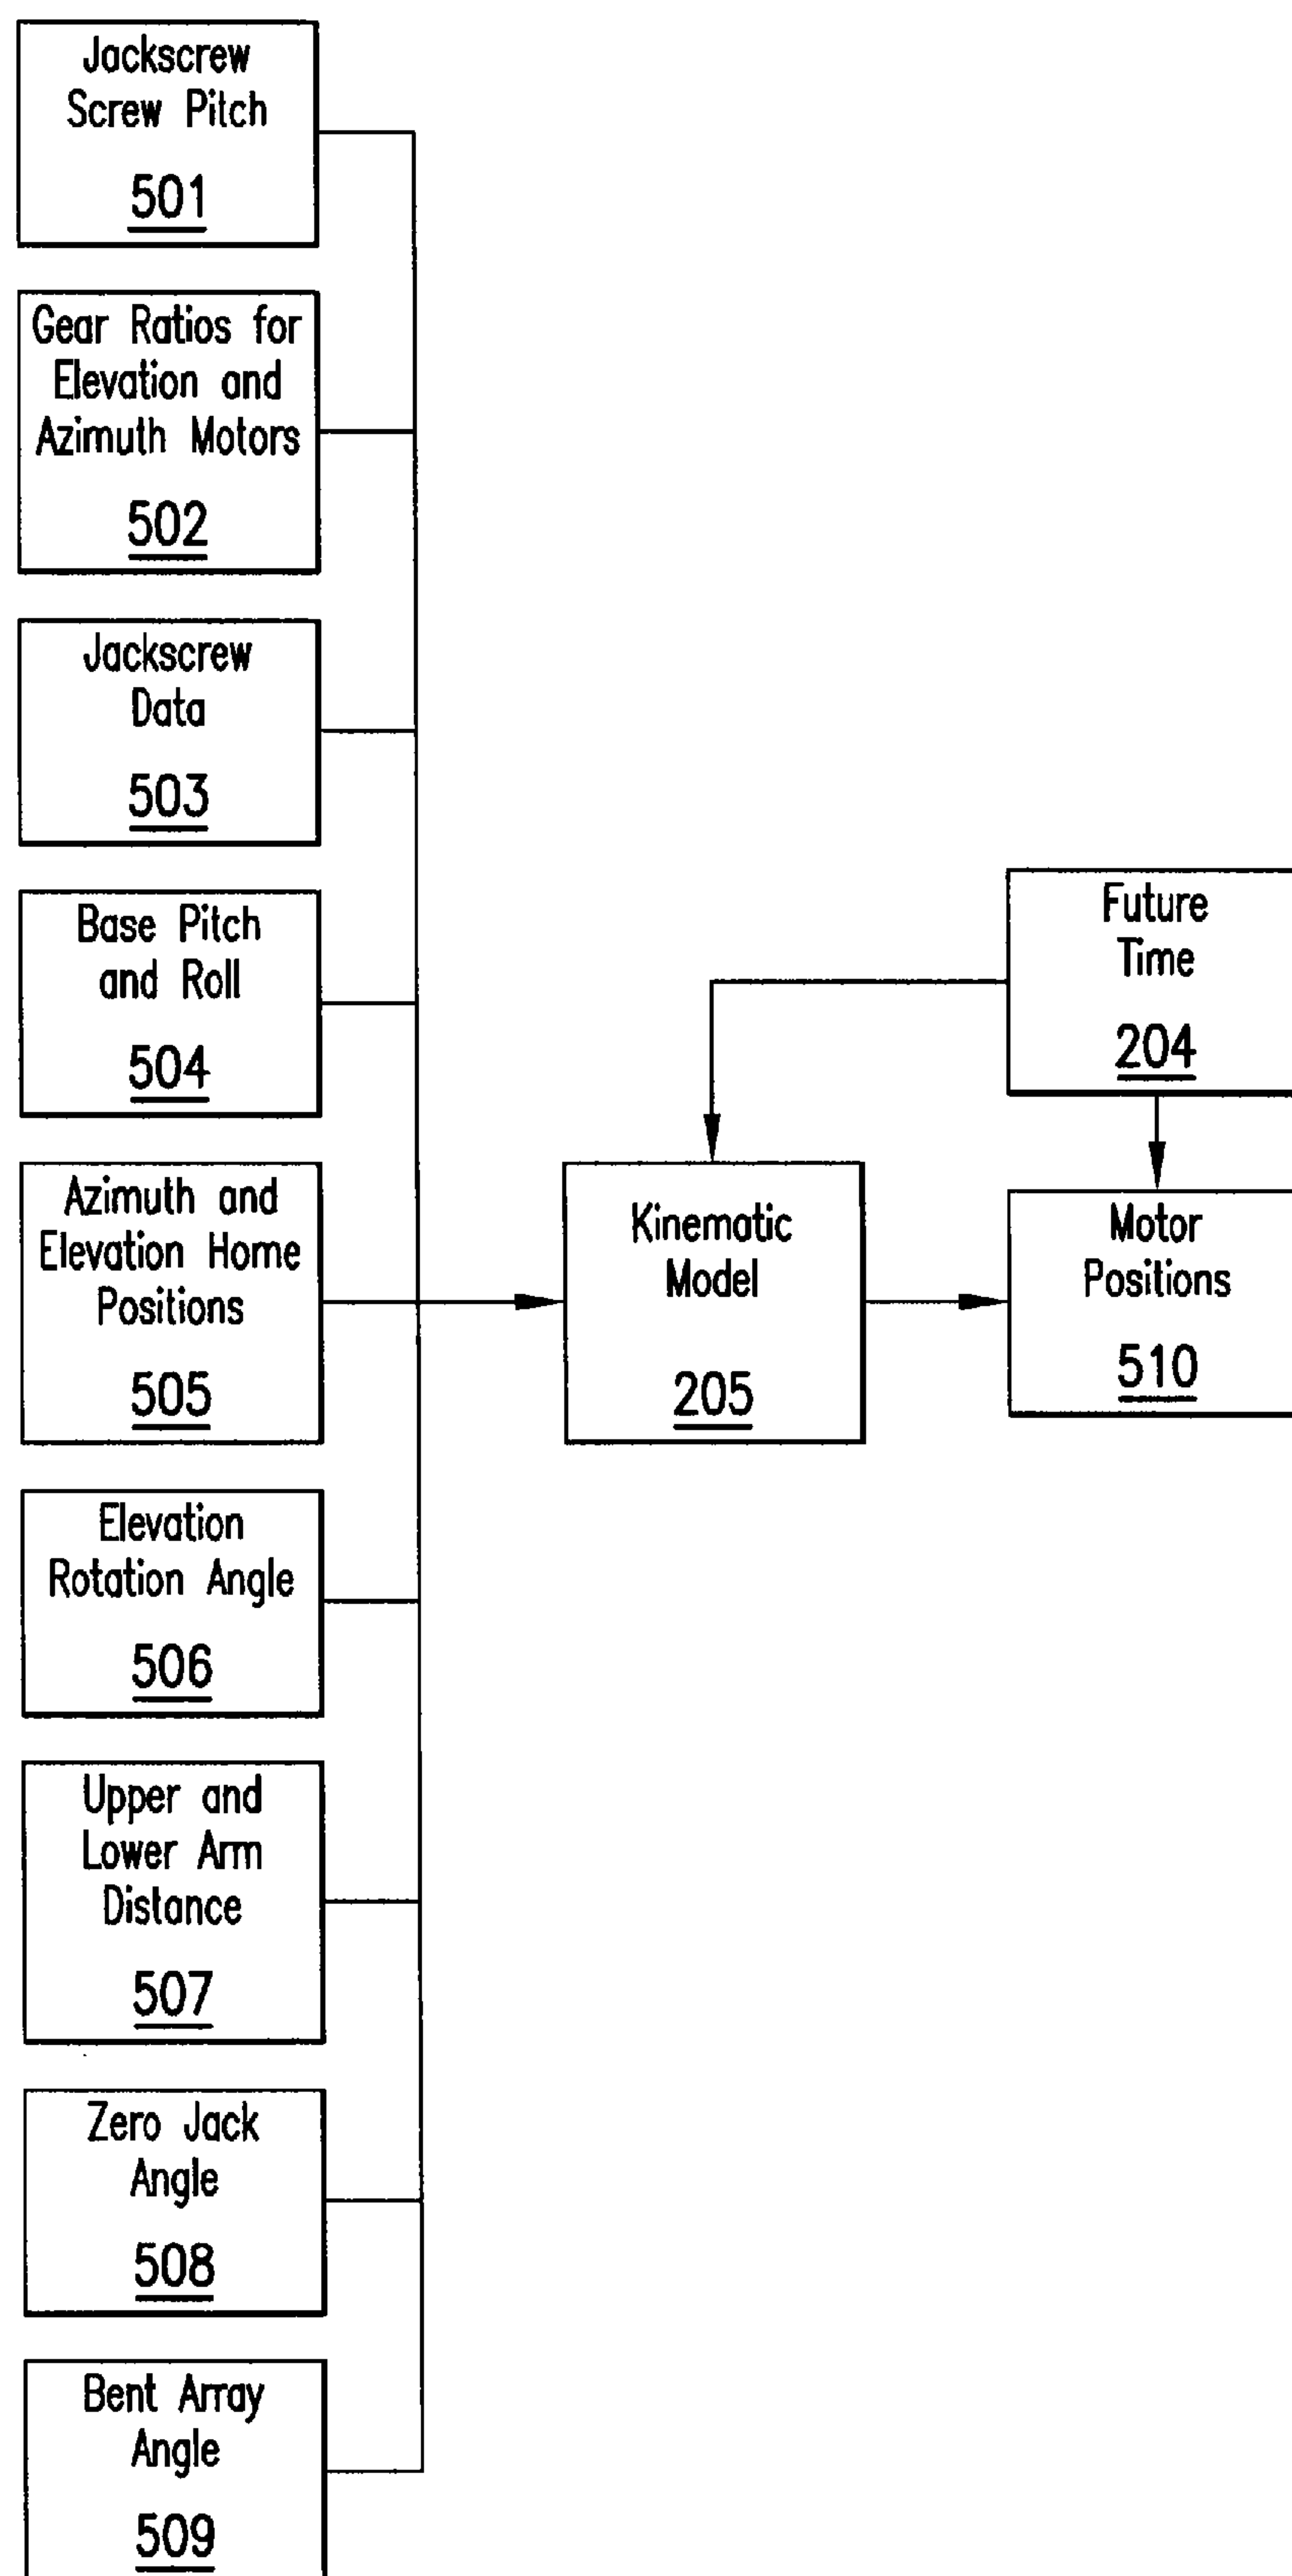 Jackscrew
Screw Pitch
501
Gear Ratios for
Elevation and
Azimuth Motors
502
Jackscrew
Data
503
Base Pitch
and Roll
504
Azimuth and
Elevation Home
Positions
505
Elevation
Rotation Angle
506
Upper and
Lower Arm
Distance
507
Zero Jack
Angle
508
Bent Array
Angle
509
Kinematic
Model
205
Future
Time
204
Motor
Positions
510